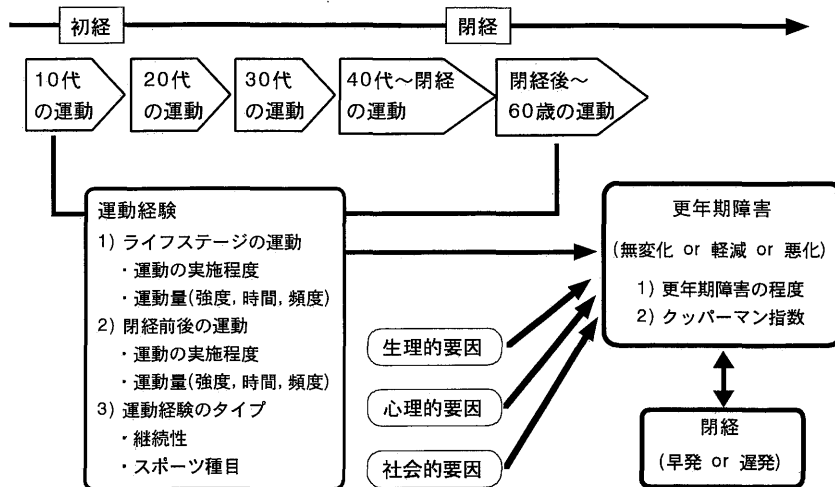 初経
閉経
10代
の運動
20代
の運動
30代
の運動
40代〜閉経
の運動
閉経後〜
60歳の運動
運動経験
1) ライフステージの運動
・運動の実施程度
・運動量(強度, 時間, 頻度)
2) 閉経前後の運動
・運動の実施程度
・運動量(強度, 時間, 頻度)
3) 運動経験のタイプ
・継続性
・スポーツ種目
生理的要因
心理的要因
社会的要因
更年期障害
(無変化 or 軽減 or 悪化)
1) 更年期障害の程度
2) クッパーマン指数
閉経
(早発 or 遅発)